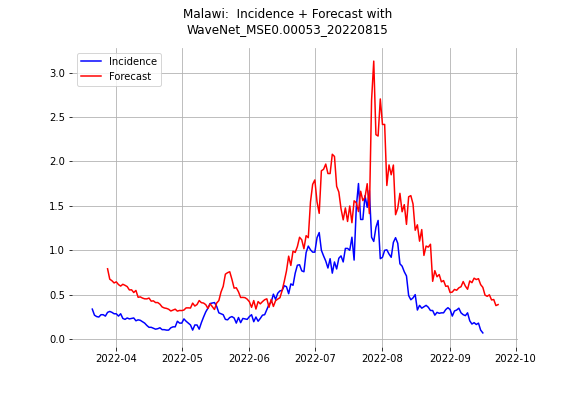 Malawi:  Incidence + Forecast with
WaveNet_MSE0.00053_20220815
Incidence
Forecast
3.0
2.5
2.0
1.5
1.0
0.5
0.0
2022-04 2022-05 2022-06 2022-07 2022-08 2022-09 2022-10